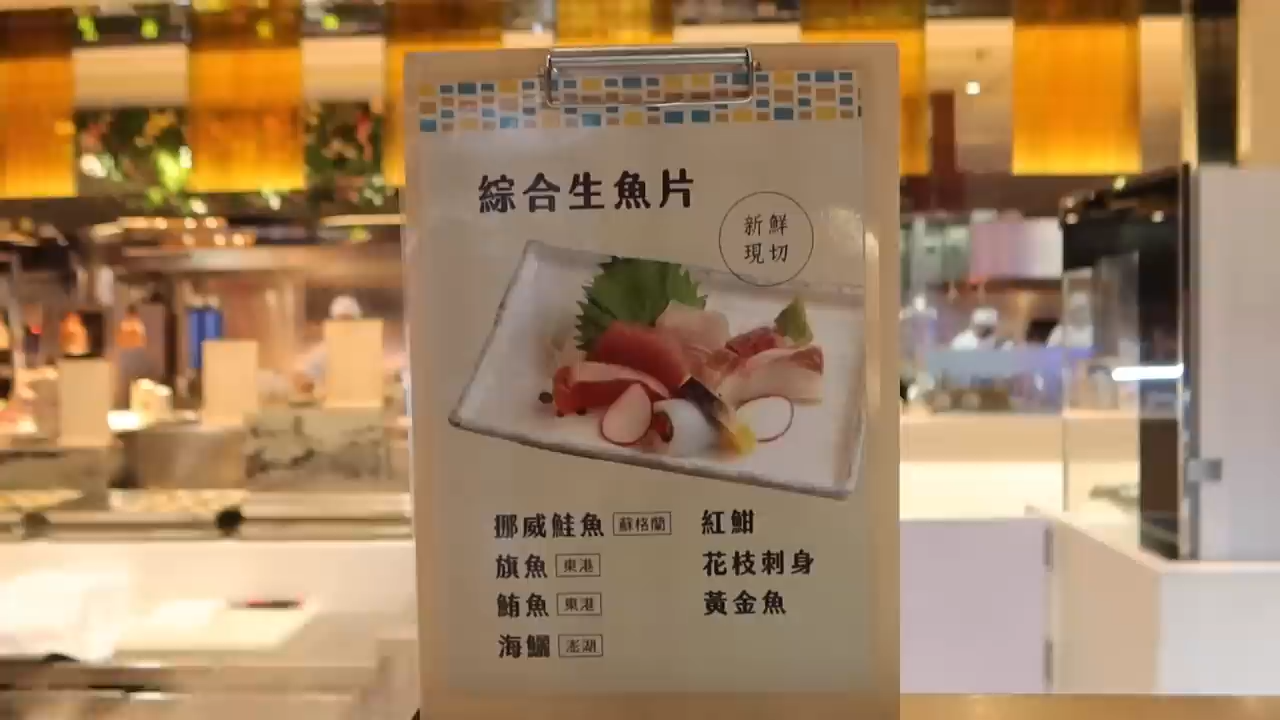 綜合生魚片
新鮮
現切
挪威鮭魚 蘇格蘭
旗魚 東港
鮪魚 東港
海鱺 澎湖
紅魽
花枝刺身
黃金魚